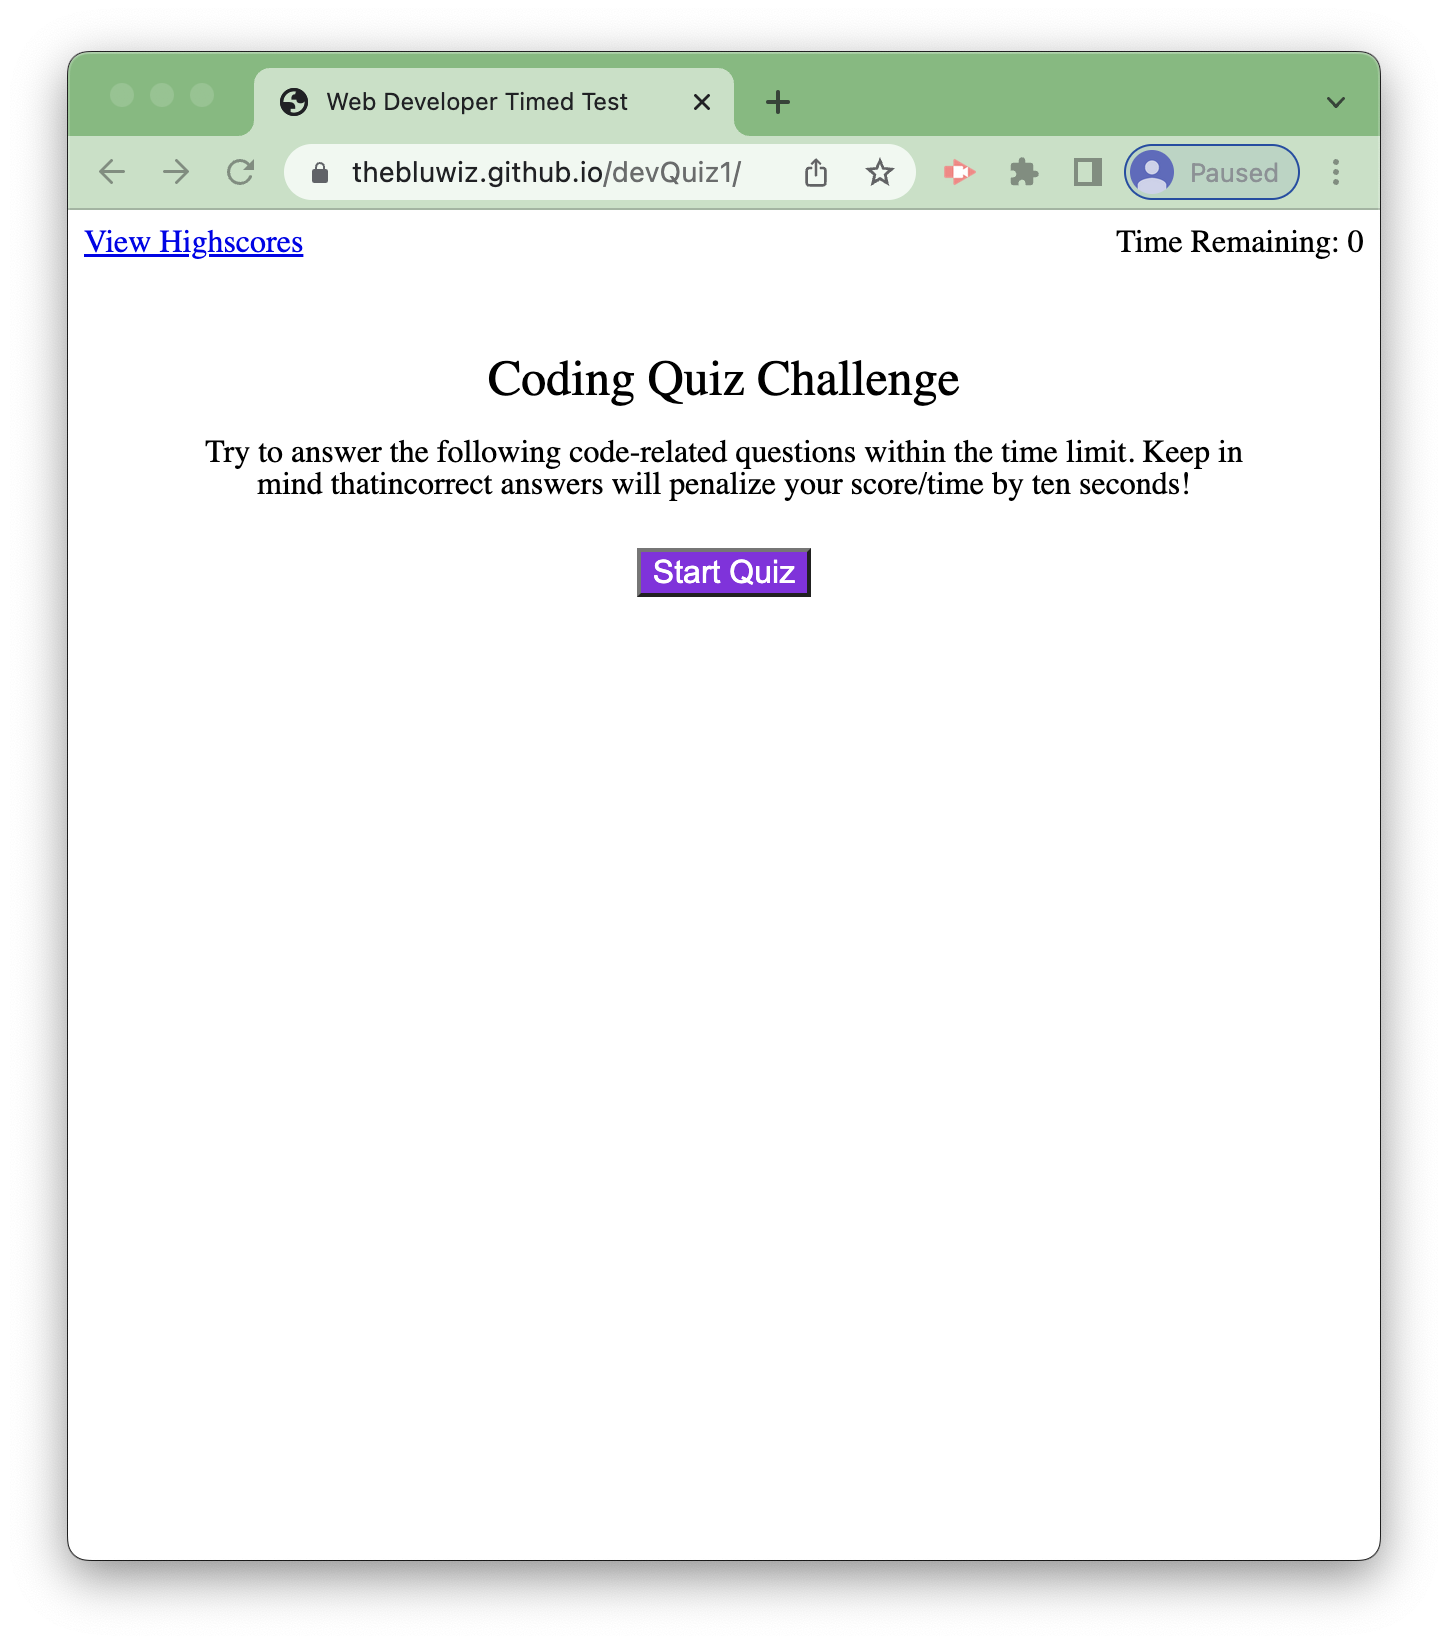 Web Developer Timed Test
thebluwiz.github.io/devQuiz1/
Paused
View Highscores
Time Remaining: 0
Coding Quiz Challenge
Try to answer the following code-related questions within the time limit. Keep in
mind thatincorrect answers will penalize your score/time by ten seconds!
Start Quiz